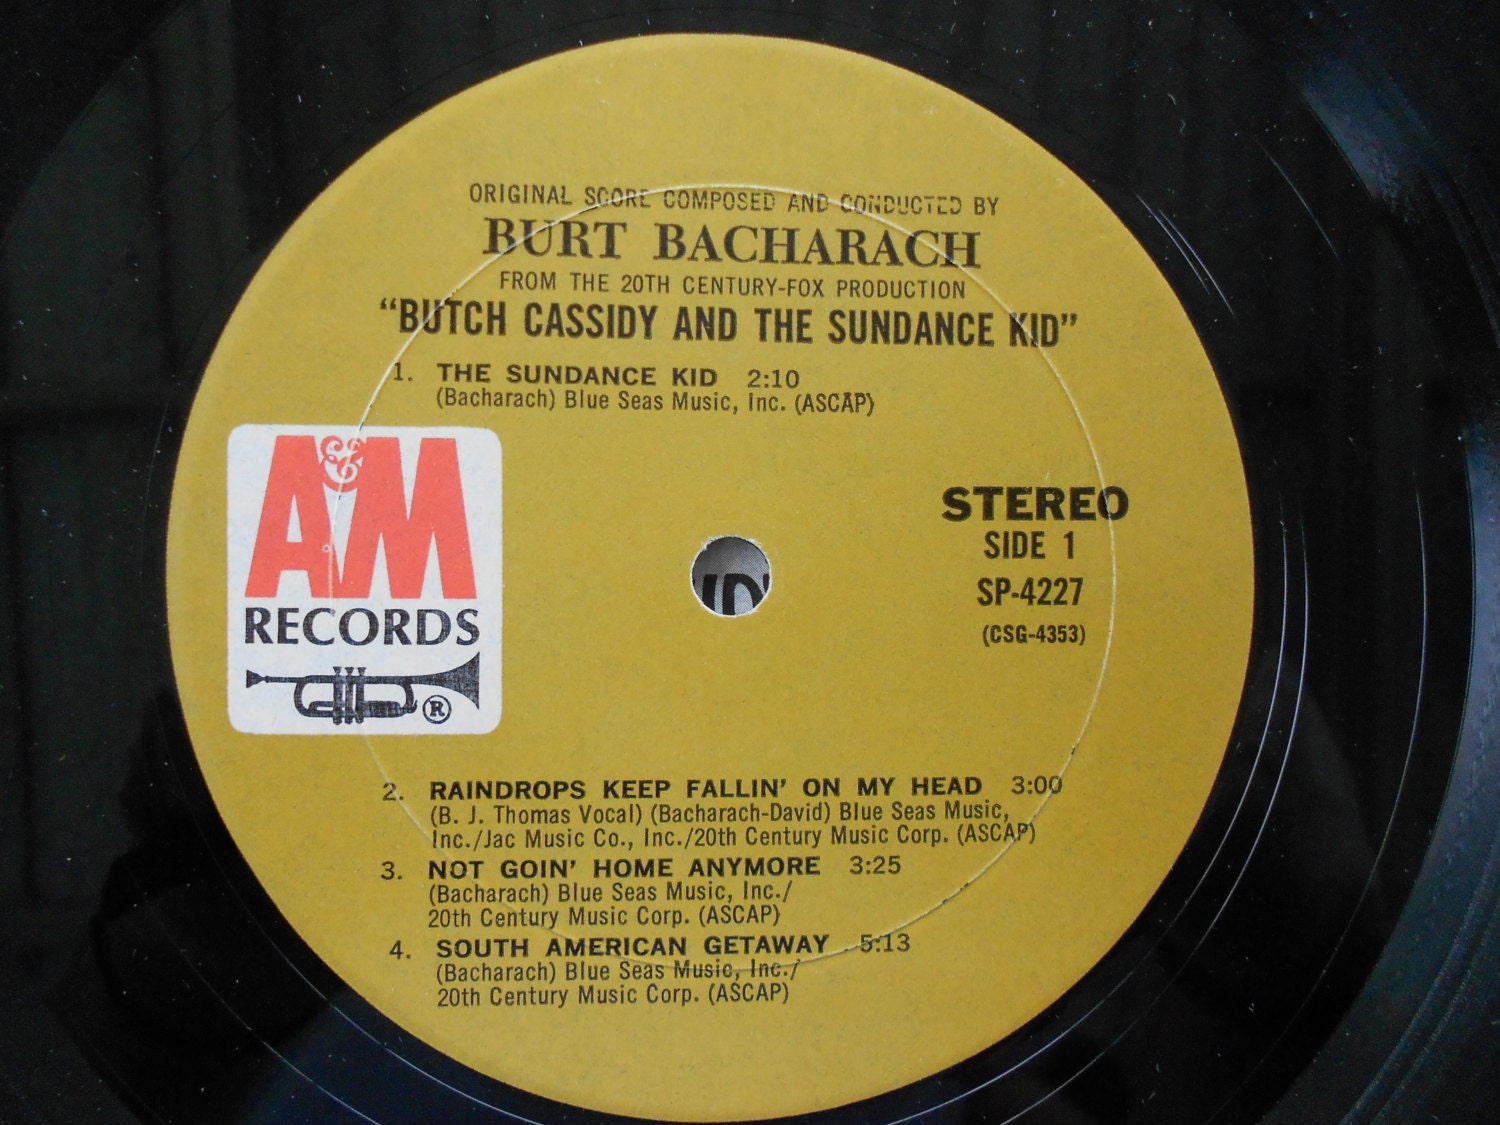 ORIGINAL SCORE COMPOSED AND CONDUCTED BY
BURT BACHARACH
FROM THE 20TH CENTURY-FOX PRODUCTION
"BUTCH CASSIDY AND THE SUNDANCE KID"
1. THE SUNDANCE KID 2:10
(Bacharach) Blue Seas Music, Inc. (ASCAP)
A&M
RECORDS
®
STEREO
SIDE 1
SP-4227
(CSG-4353)
2. RAINDROPS KEEP FALLIN' ON MY HEAD 3:00
(B. J. Thomas Vocal) (Bacharach-David) Blue Seas Music,
Inc./Jac Music Co., Inc./20th Century Music Corp. (ASCAP)
3. NOT GOIN' HOME ANYMORE 3:25
(Bacharach) Blue Seas Music, Inc./
20th Century Music Corp. (ASCAP)
4. SOUTH AMERICAN GETAWAY 5:13
(Bacharach) Blue Seas Music, Inc./
20th Century Music Corp. (ASCAP)